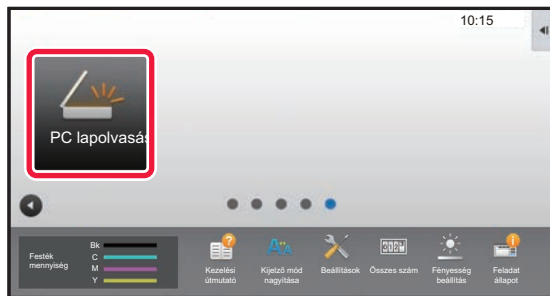 10:15
PC lapolvasás
Festék
mennyiség
Bk
C
M
Y
Kezelési
útmutató
Kijelző mód
nagyítása
Beállítások
Összes szám
Fényesség
beállítás
Feladat
állapot